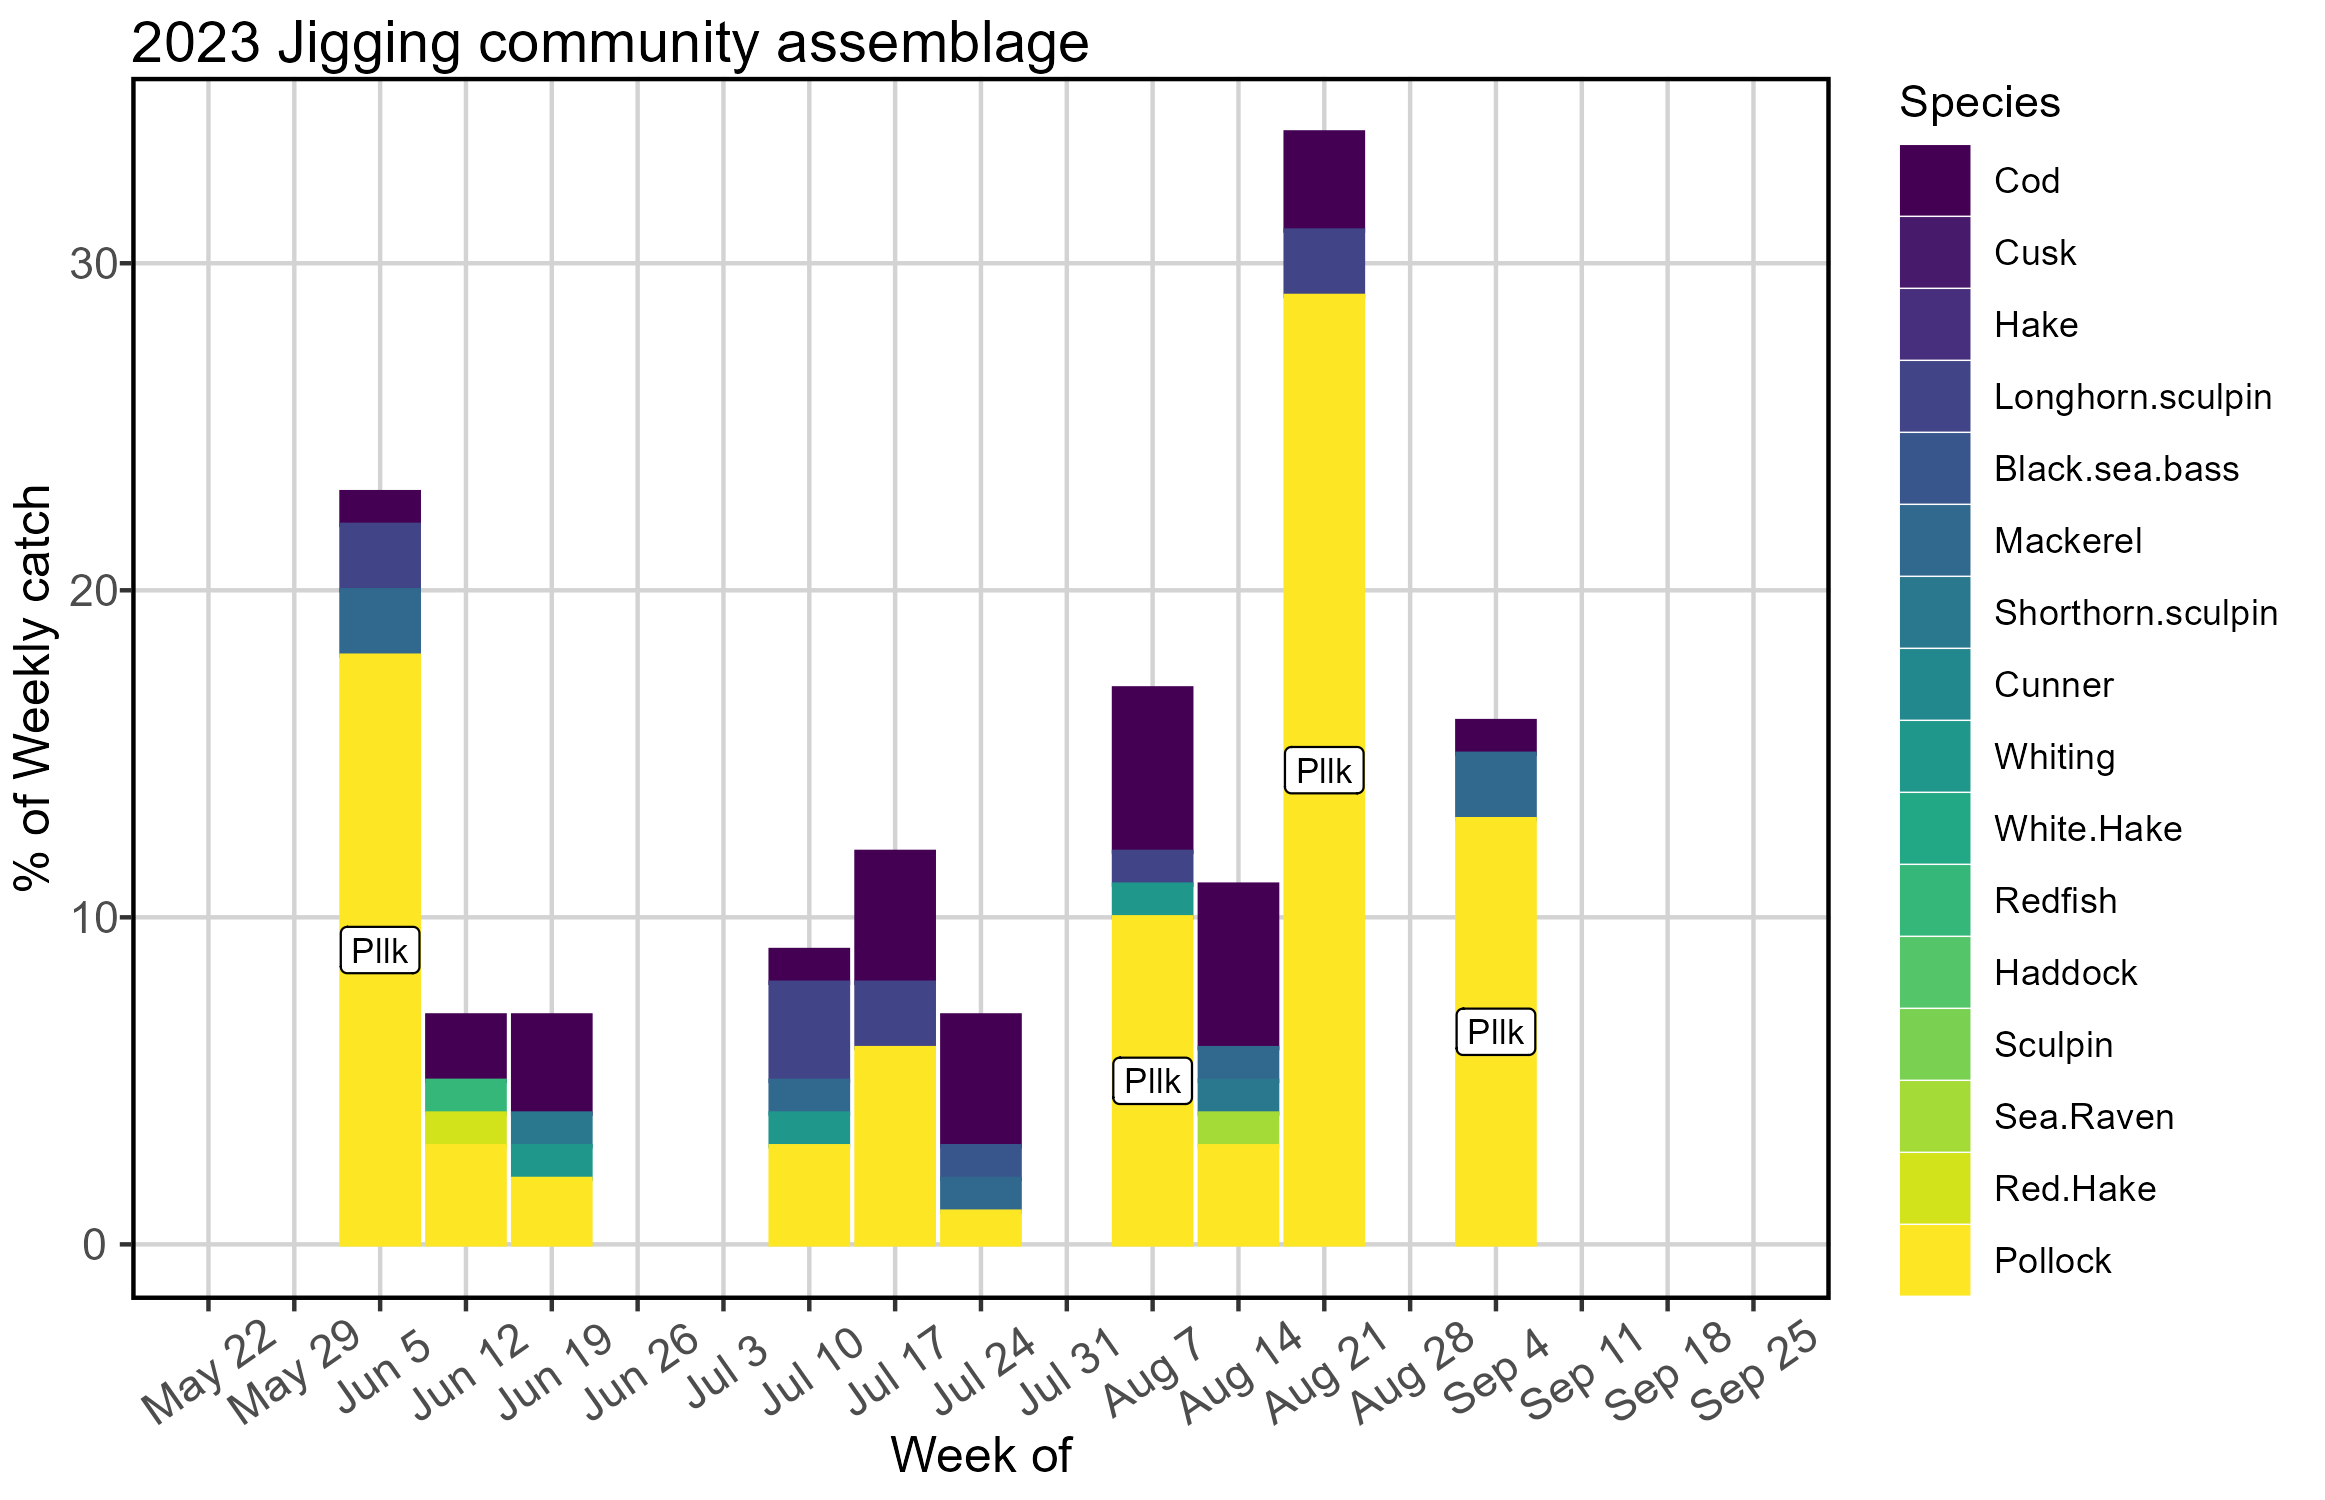 2023 Jigging community assemblage
% of Weekly catch
30
20
10
0
Pllk
Pllk
Pllk
Pllk
May 22
May 29
Jun 5
Jun 12
Jun 19
Jun 26
Jul 3
Jul 10
Jul 17
Jul 24
Jul 31
Aug 7
Aug 14
Aug 21
Aug 28
Sep 4
Sep 11
Sep 18
Sep 25
Week of
Species
Cod
Cusk
Hake
Longhorn.sculpin
Black.sea.bass
Mackerel
Shorthorn.sculpin
Cunner
Whiting
White.Hake
Redfish
Haddock
Sculpin
Sea.Raven
Red.Hake
Pollock